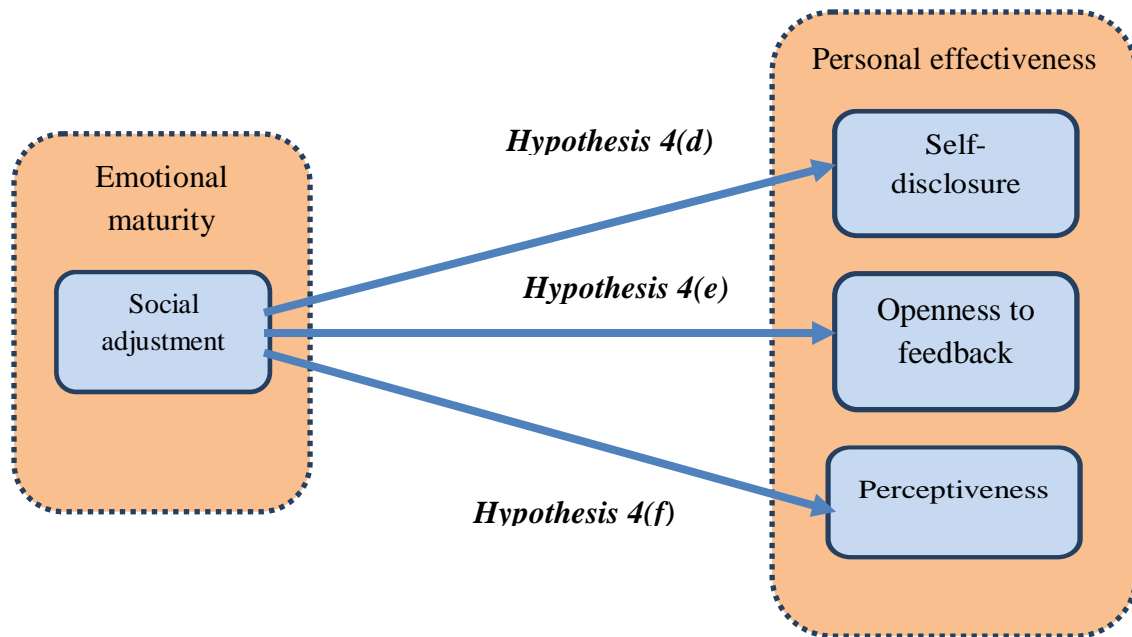 Personal effectiveness
Hypothesis 4(d)
Self-
disclosure
Emotional
maturity
Social
adjustment
Hypothesis 4(e)
Openness to
feedback
Hypothesis 4(f)
Perceptiveness